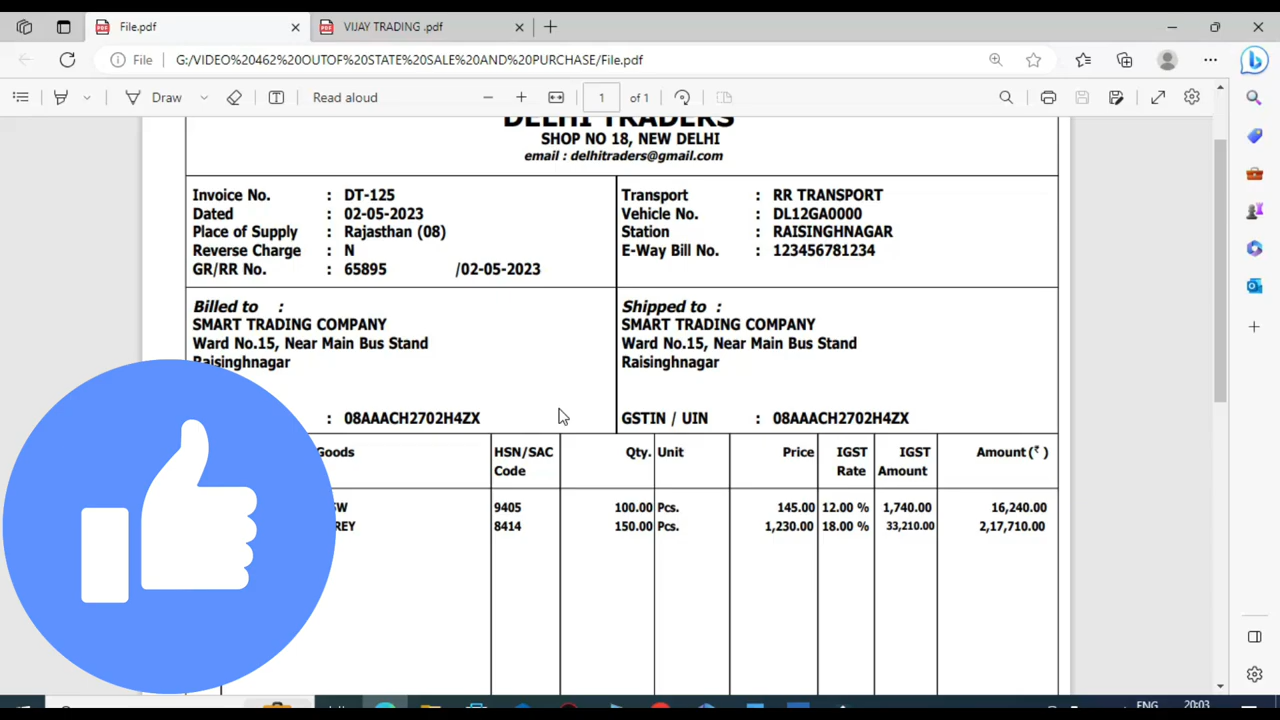 File.pdf
VIJAY TRADING .pdf
File G:/VIDEO%20462%20OUTOF%20STATE%20SALE%20AND%20PURCHASE/File.pdf
Draw Read aloud 1 of 1
DELHI TRADERS
SHOP NO 18, NEW DELHI
email : delhitraders@gmail.com
Invoice No. : DT-125
Dated : 02-05-2023
Place of Supply : Rajasthan (08)
Reverse Charge : N
GR/RR No. : 65895 /02-05-2023
Transport : RR TRANSPORT
Vehicle No. : DL12GA0000
Station : RAISINGHNAGAR
E-Way Bill No. : 123456781234
Billed to :
SMART TRADING COMPANY
Ward No.15, Near Main Bus Stand
Raisinghnagar
: 08AAACH2702H4ZX
Shipped to :
SMART TRADING COMPANY
Ward No.15, Near Main Bus Stand
Raisinghnagar
GSTIN / UIN : 08AAACH2702H4ZX
Goods HSN/SAC Code Qty. Unit Price IGST Rate IGST Amount Amount (₹ )
SW 9405 100.00 Pcs. 145.00 12.00 % 1,740.00 16,240.00
REY 8414 150.00 Pcs. 1,230.00 18.00 % 33,210.00 2,17,710.00
ENG 20:03